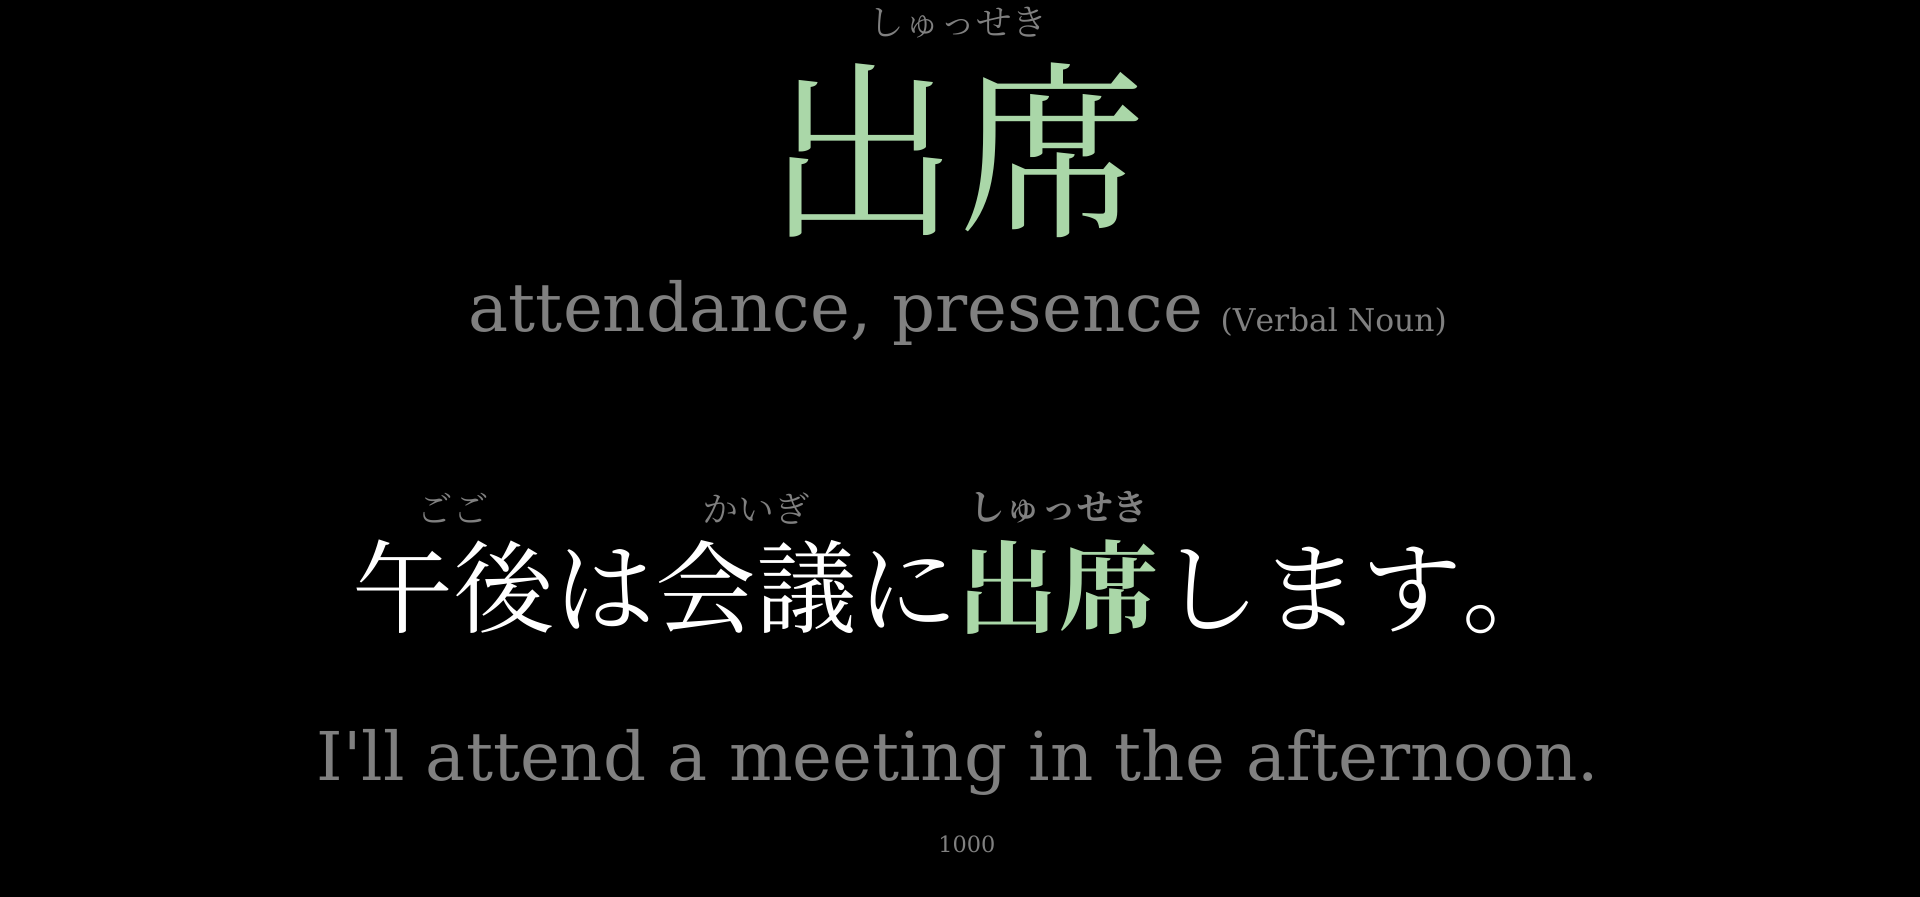 しゅっせき
出席
attendance, presence (Verbal Noun)
ごご かいぎ しゅっせき
午後は会議に出席します。
I'll attend a meeting in the afternoon.
1000